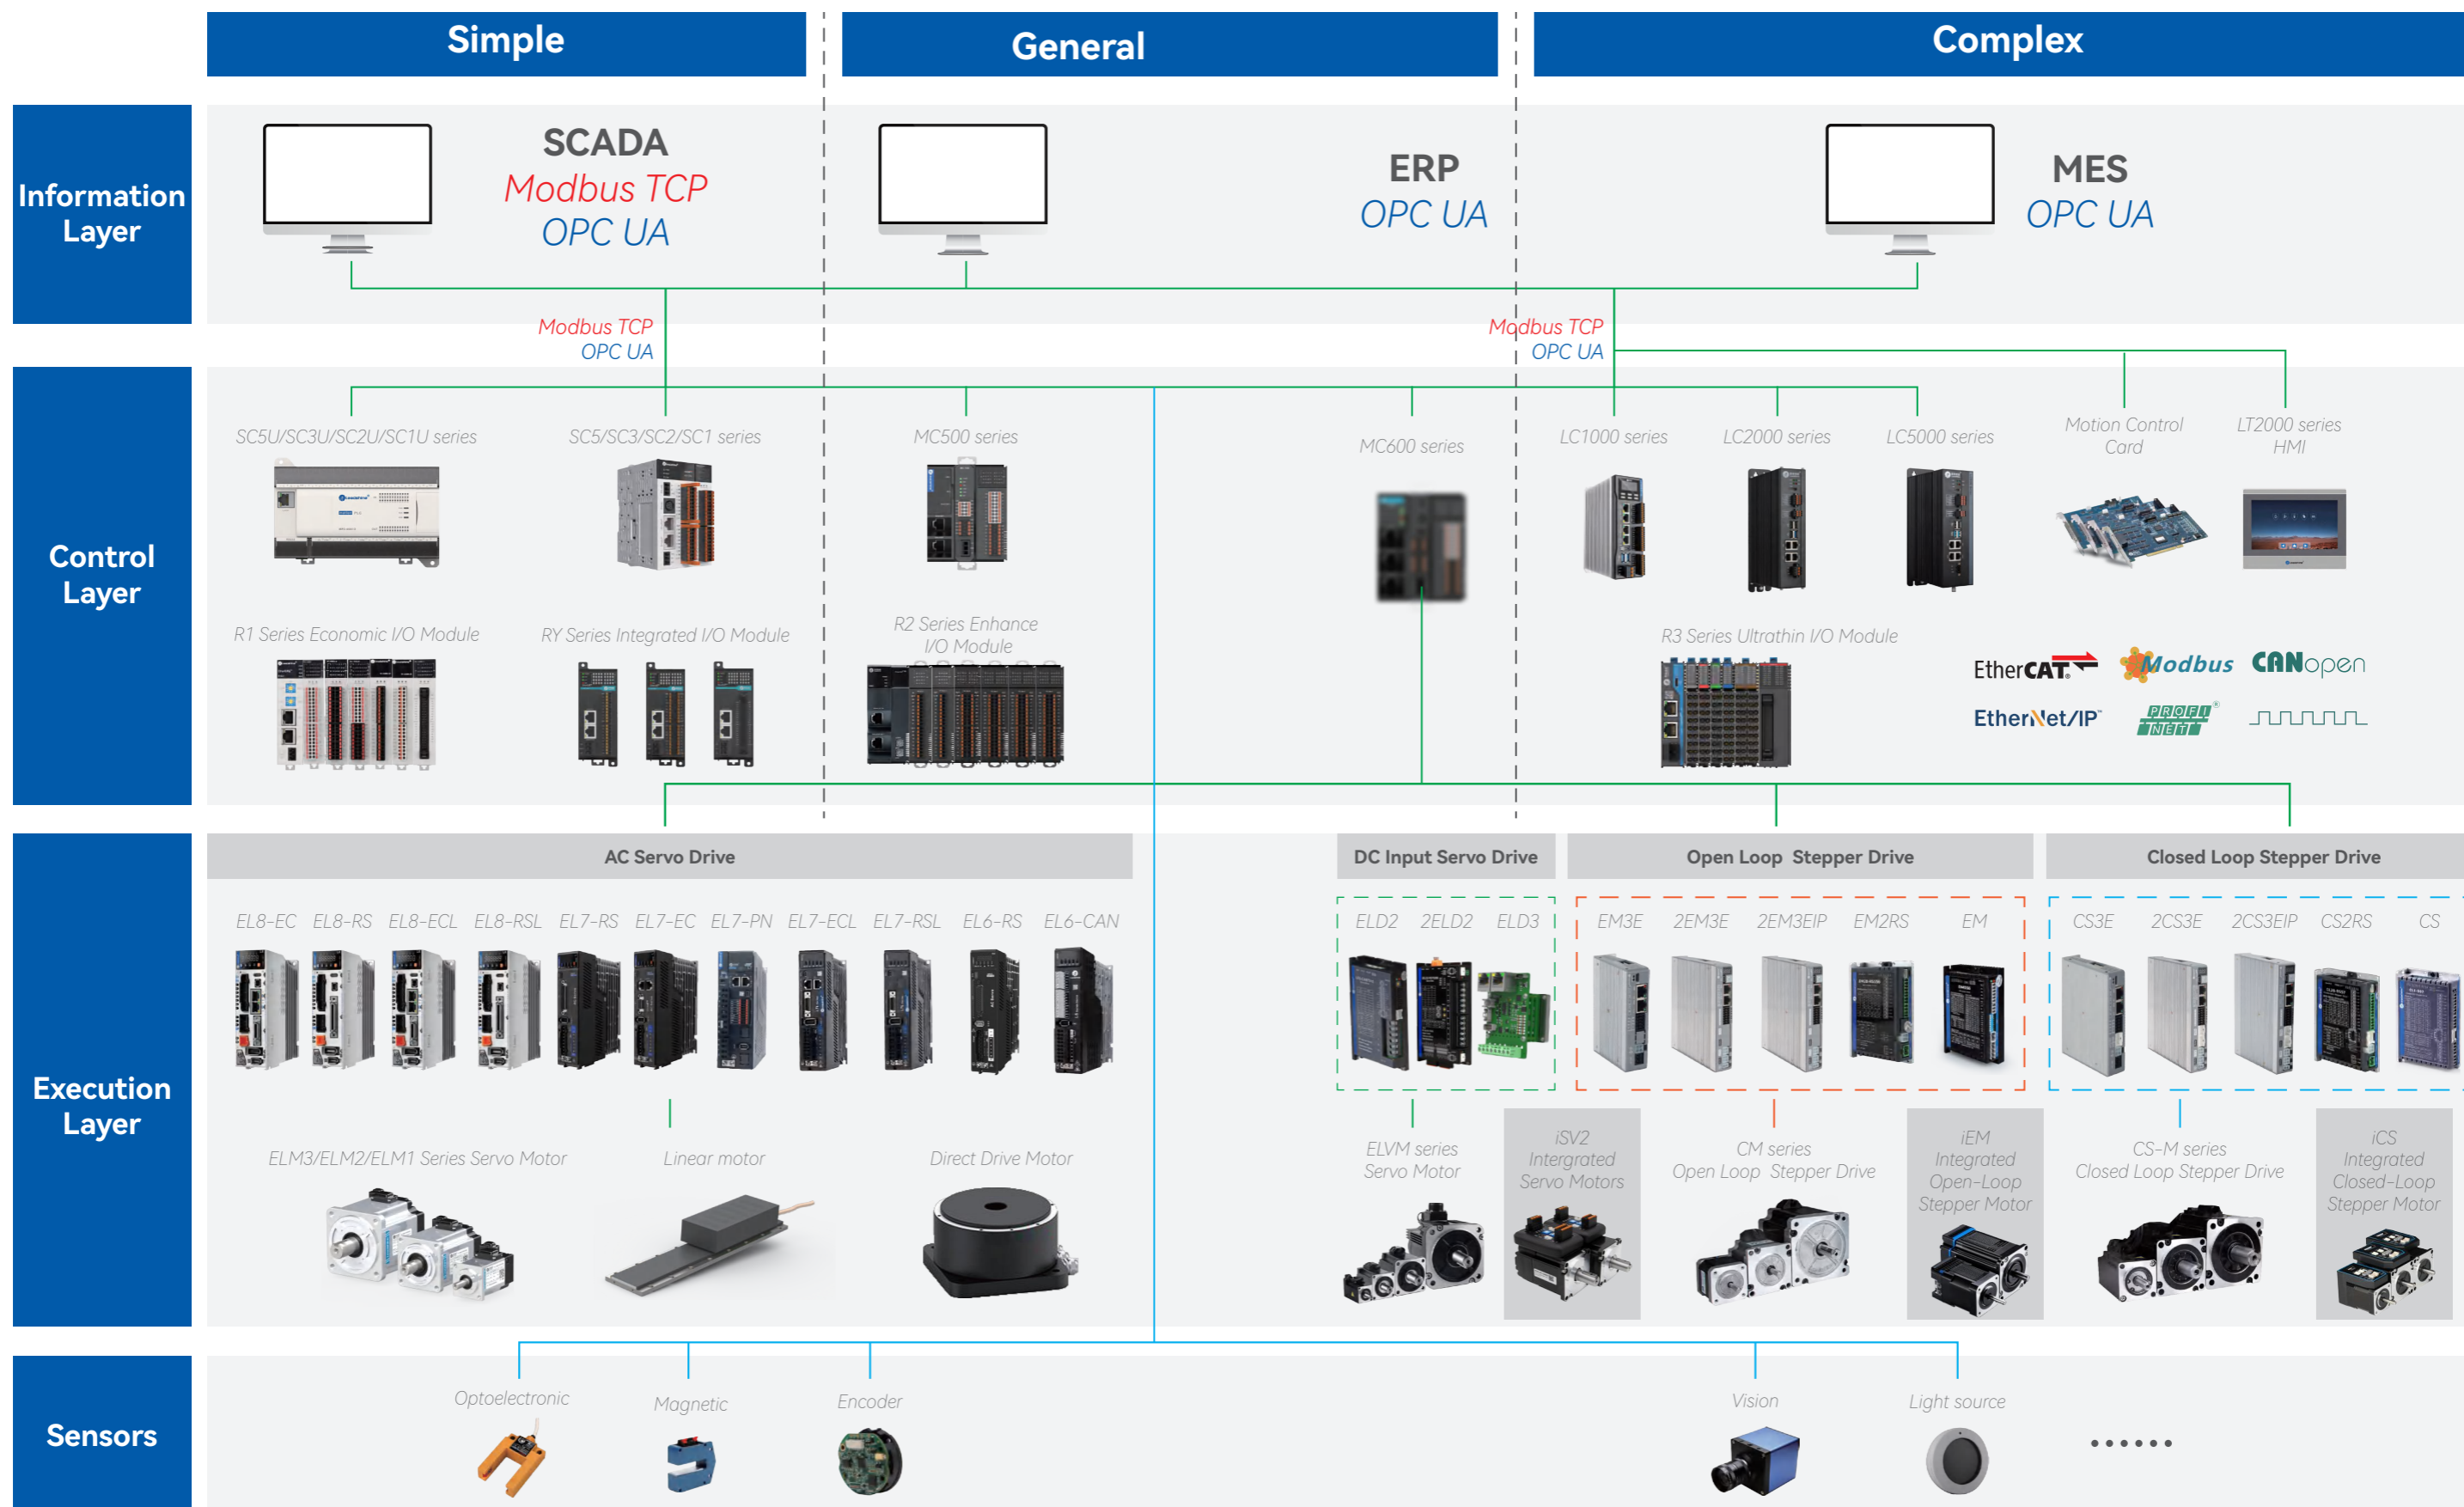 Simple
General
Complex
Information
Layer
SCADA
Modbus TCP
OPC UA
ERP
OPC UA
MES
OPC UA
Modbus TCP
OPC UA
Modbus TCP
OPC UA
Control
Layer
SC5U/SC3U/SC2U/SC1U series
SC5/SC3/SC2/SC1 series
MC500 series
MC600 series
LC1000 series
LC2000 series
LC5000 series
Motion Control
Card
LT2000 series
HMI
R1 Series Economic I/O Module
RY Series Integrated I/O Module
R2 Series Enhance
I/O Module
R3 Series Ultrathin I/O Module
EtherCAT®
Modbus
CANopen
EtherNet/IP™
PROFI®
NET
Execution
Layer
AC Servo Drive
DC Input Servo Drive
Open Loop Stepper Drive
Closed Loop Stepper Drive
EL8-EC
EL8-RS
EL8-ECL
EL8-RSL
EL7-RS
EL7-EC
EL7-PN
EL7-ECL
EL7-RSL
EL6-RS
EL6-CAN
ELD2
2ELD2
ELD3
EM3E
2EM3E
2EM3EIP
EM2RS
EM
CS3E
2CS3E
2CS3EIP
CS2RS
CS
ELM3/ELM2/ELM1 Series Servo Motor
Linear motor
Direct Drive Motor
ELVM series
Servo Motor
iSV2
Intergrated
Servo Motors
CM series
Open Loop Stepper Drive
iEM
Integrated
Open-Loop
Stepper Motor
CS-M series
Closed Loop Stepper Drive
iCS
Integrated
Closed-Loop
Stepper Motor
Sensors
Optoelectronic
Magnetic
Encoder
Vision
Light source
......